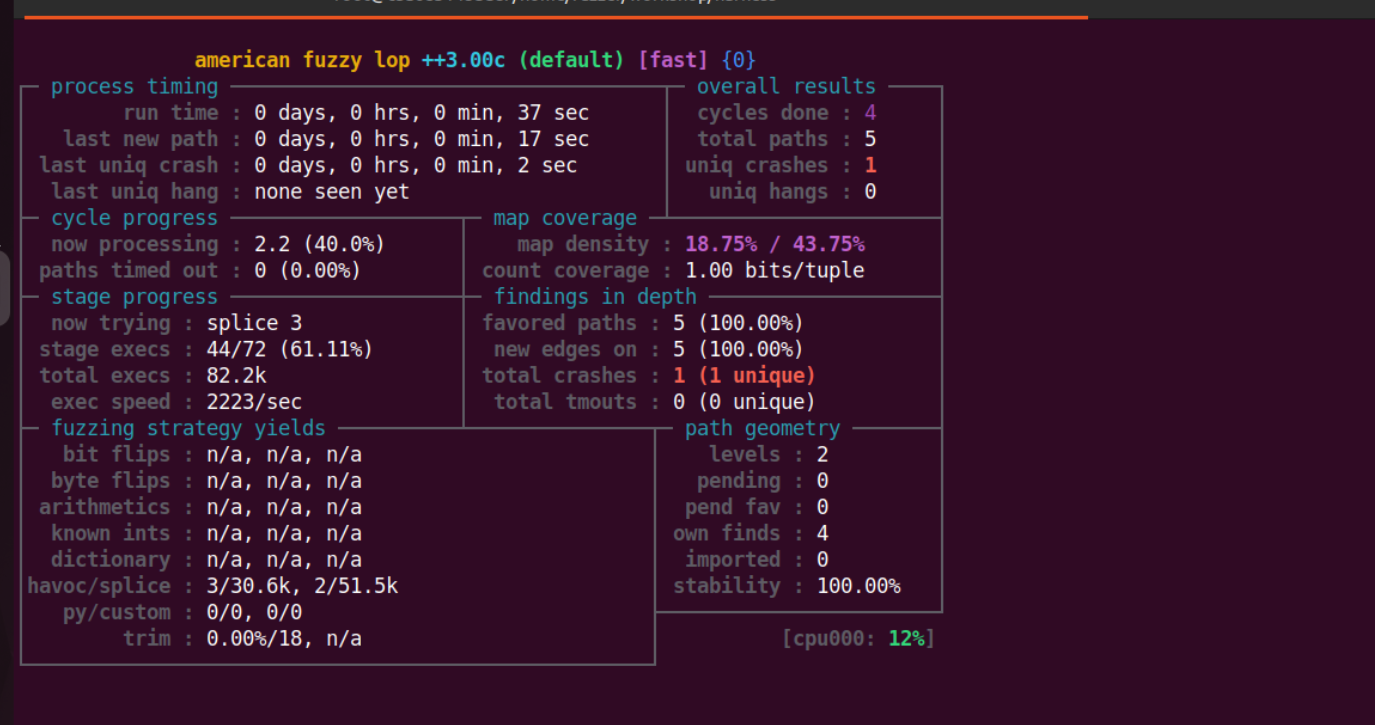 american fuzzy lop ++3.00c (default) [fast] {0}
process timing overall results
run time : 0 days, 0 hrs, 0 min, 37 sec cycles done : 4
last new path : 0 days, 0 hrs, 0 min, 17 sec total paths : 5
last uniq crash : 0 days, 0 hrs, 0 min, 2 sec uniq crashes : 1
last uniq hang : none seen yet uniq hangs : 0
cycle progress map coverage
now processing : 2.2 (40.0%) map density : 18.75% / 43.75%
paths timed out : 0 (0.00%) count coverage : 1.00 bits/tuple
stage progress findings in depth
now trying : splice 3 favored paths : 5 (100.00%)
stage execs : 44/72 (61.11%) new edges on : 5 (100.00%)
total execs : 82.2k total crashes : 1 (1 unique)
exec speed : 2223/sec total tmouts : 0 (0 unique)
fuzzing strategy yields path geometry
bit flips : n/a, n/a, n/a levels : 2
byte flips : n/a, n/a, n/a pending : 0
arithmetics : n/a, n/a, n/a pend fav : 0
known ints : n/a, n/a, n/a own finds : 4
dictionary : n/a, n/a, n/a imported : 0
havoc/splice : 3/30.6k, 2/51.5k stability : 100.00%
py/custom : 0/0, 0/0
trim : 0.00%/18, n/a [cpu000: 12%]